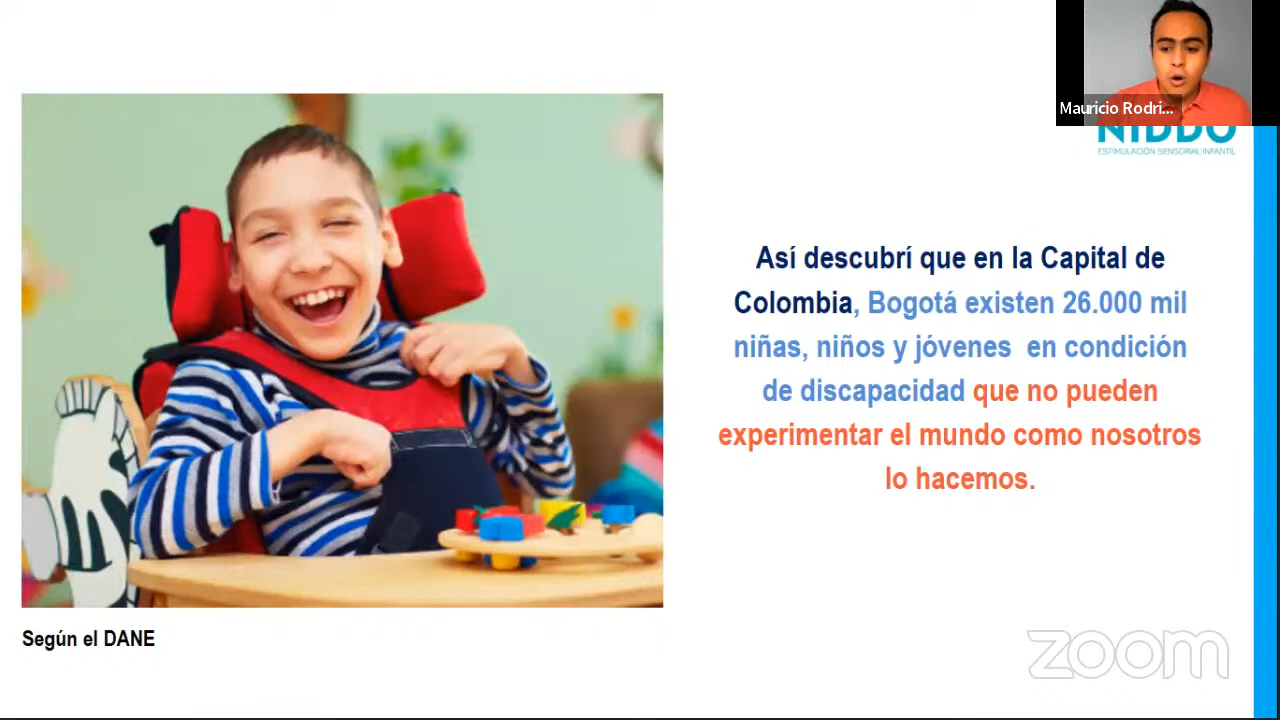 Mauricio Rodri...
NIDDO
ESTIMULACIÓN SENSORIAL INFANTIL
Así descubrí que en la Capital de
Colombia, Bogotá existen 26.000 mil
niñas, niños y jóvenes en condición
de discapacidad que no pueden
experimentar el mundo como nosotros
lo hacemos.
Según el DANE
zoom